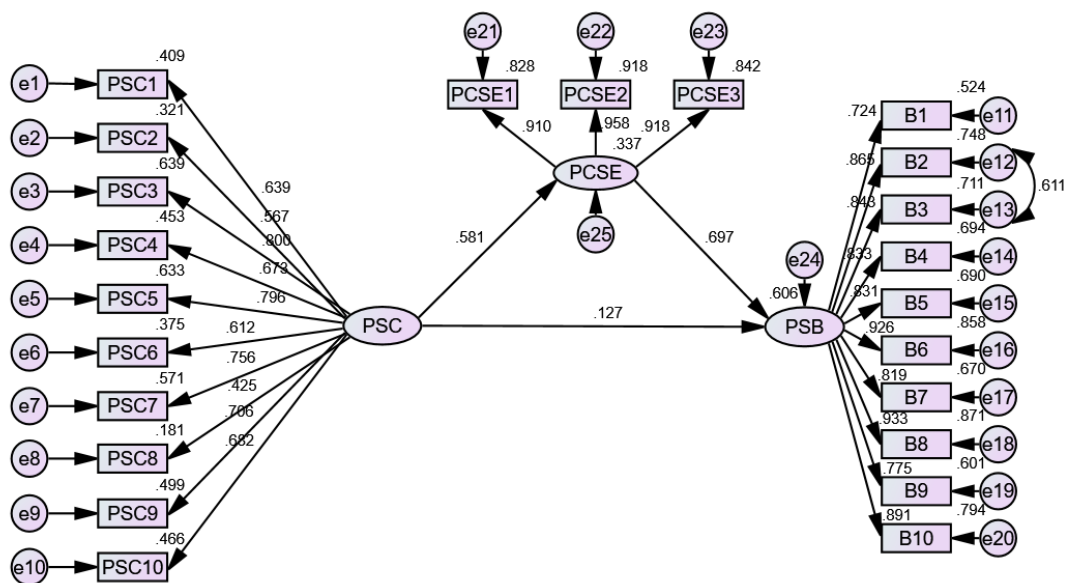 e21
e22
e23
.828
.918
.842
PCSE1
PCSE2
PCSE3
.910
.958
.918
.337
PCSE
e25
.409
e1
PSC1
.321
e2
PSC2
.639
e3
PSC3
.453
e4
PSC4
.633
e5
PSC5
.375
e6
PSC6
.571
e7
PSC7
.181
e8
PSC8
.499
e9
PSC9
.466
e10
PSC10
.639
.567
.800
.673
.796
.612
.756
.425
.706
.682
PSC
.581
.697
.127
e24
.606
PSB
.724
.865
.843
.833
.831
.926
.819
.933
.775
.891
.524
B1
e11
.748
B2
e12
.711
B3
e13
.611
.694
B4
e14
.690
B5
e15
.858
B6
e16
.670
B7
e17
.871
B8
e18
.601
B9
e19
.794
B10
e20